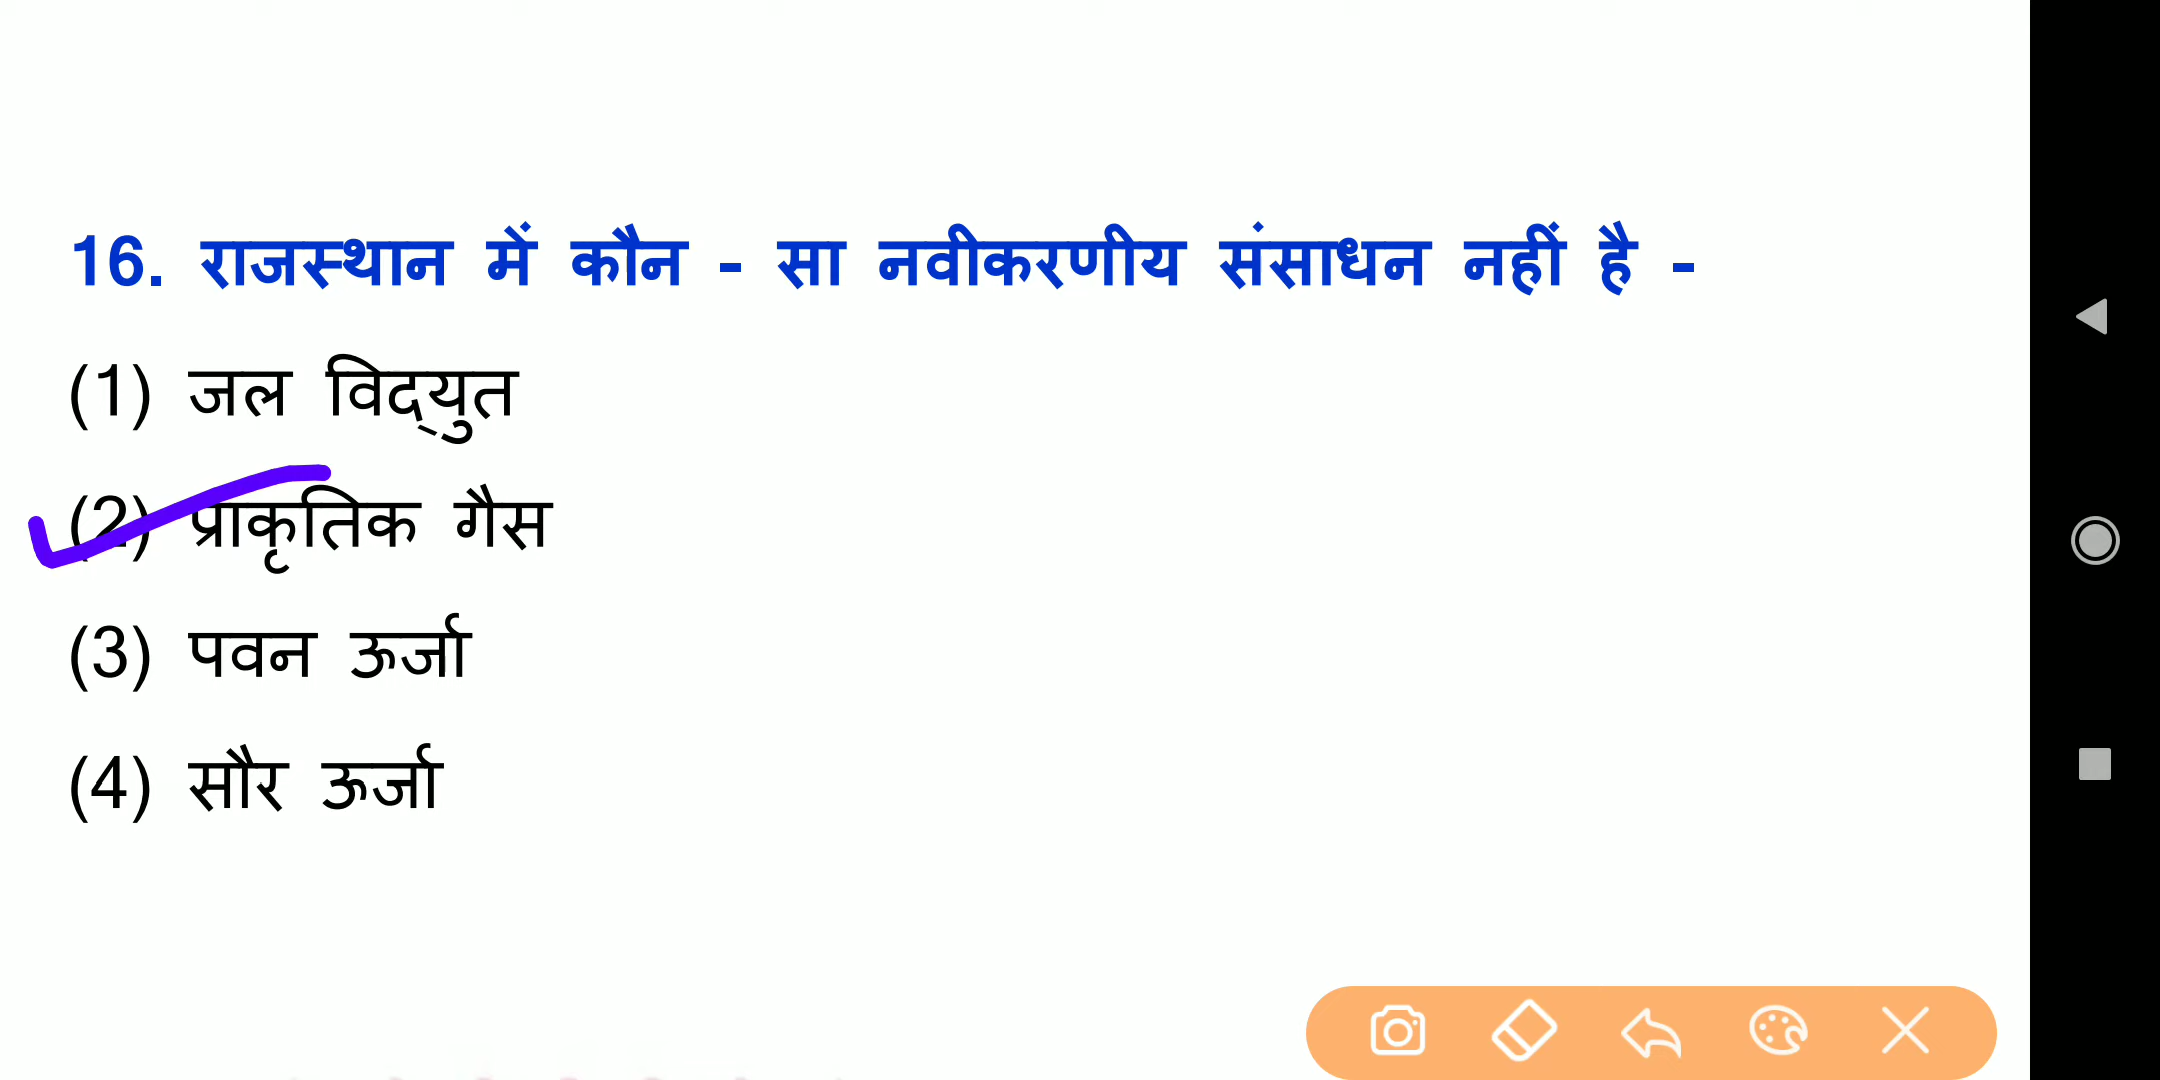 16. राजस्थान में कौन - सा नवीकरणीय संसाधन नहीं है -
(1) जल विद्युत
(2) प्राकृतिक गैस
(3) पवन ऊर्जा
(4) सौर ऊर्जा